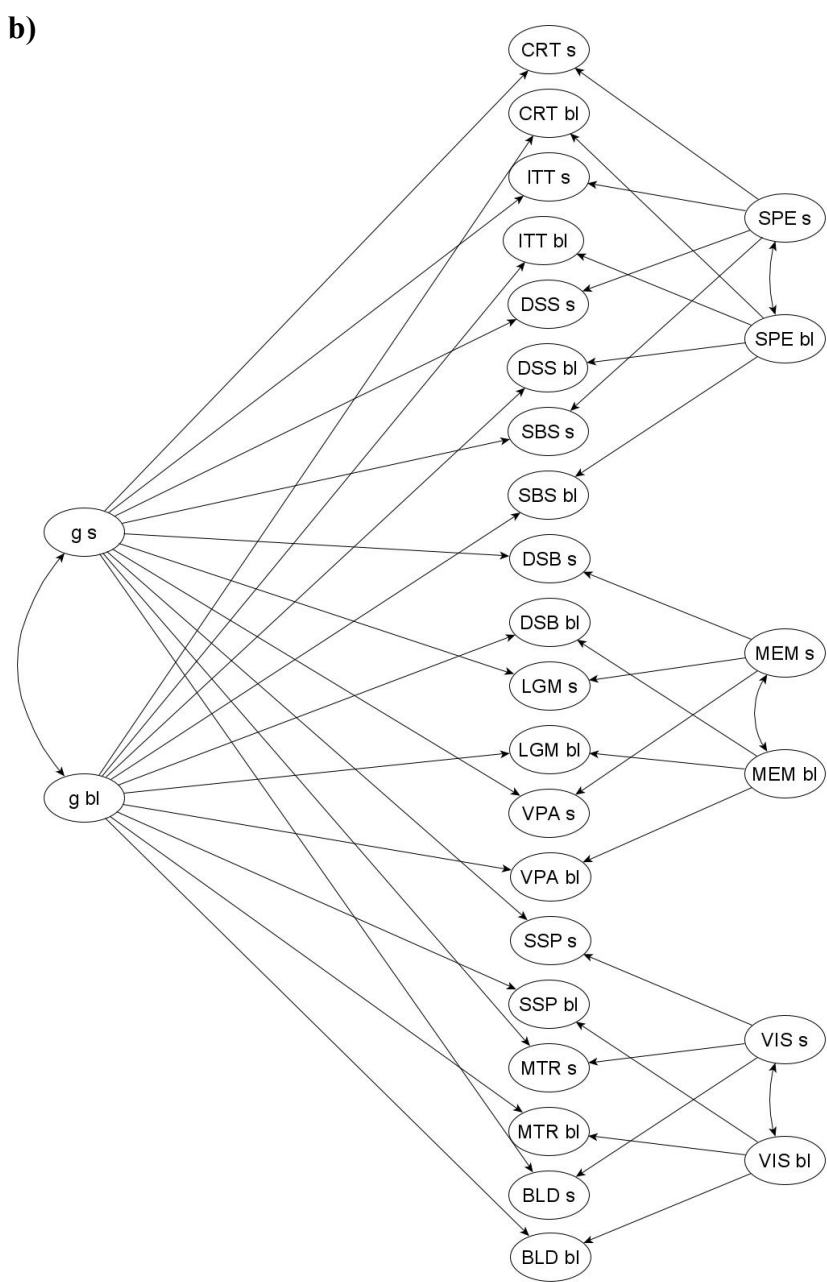 b)
CRT s
CRT bl
ITT s
ITT bl
DSS s
DSS bl
SBS s
SBS bl
DSB s
DSB bl
LGM s
LGM bl
VPA s
VPA bl
SSP s
SSP bl
MTR s
MTR bl
BLD s
BLD bl
g s
g bl
SPE s
SPE bl
MEM s
MEM bl
VIS s
VIS bl